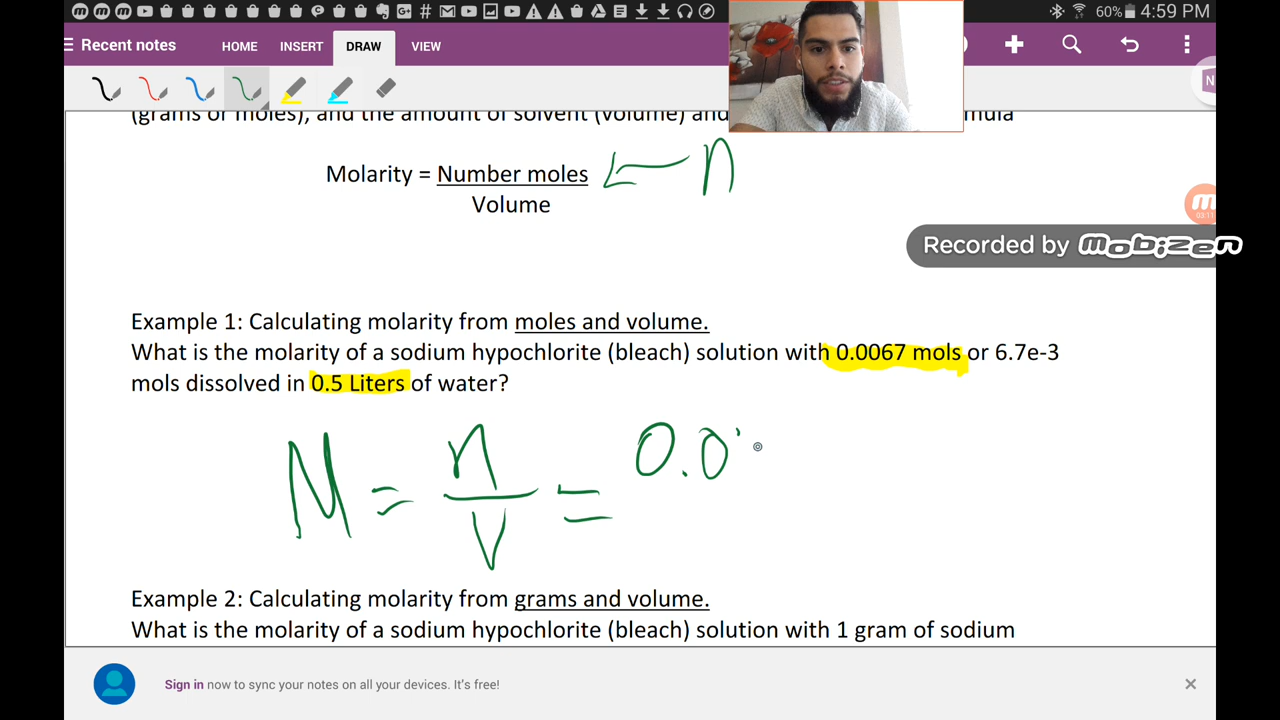 60% 4:59 PM
Recent notes HOME INSERT DRAW VIEW
N
(grams or moles), and the amount of solvent (volume) and
Molarity = Number moles n
Volume
03:11
Recorded by mobizen
Example 1: Calculating molarity from moles and volume.
What is the molarity of a sodium hypochlorite (bleach) solution with 0.0067 mols or 6.7e-3
mols dissolved in 0.5 Liters of water?
M = n = 0.0
V
Example 2: Calculating molarity from grams and volume.
What is the molarity of a sodium hypochlorite (bleach) solution with 1 gram of sodium
Sign in now to sync your notes on all your devices. It's free!